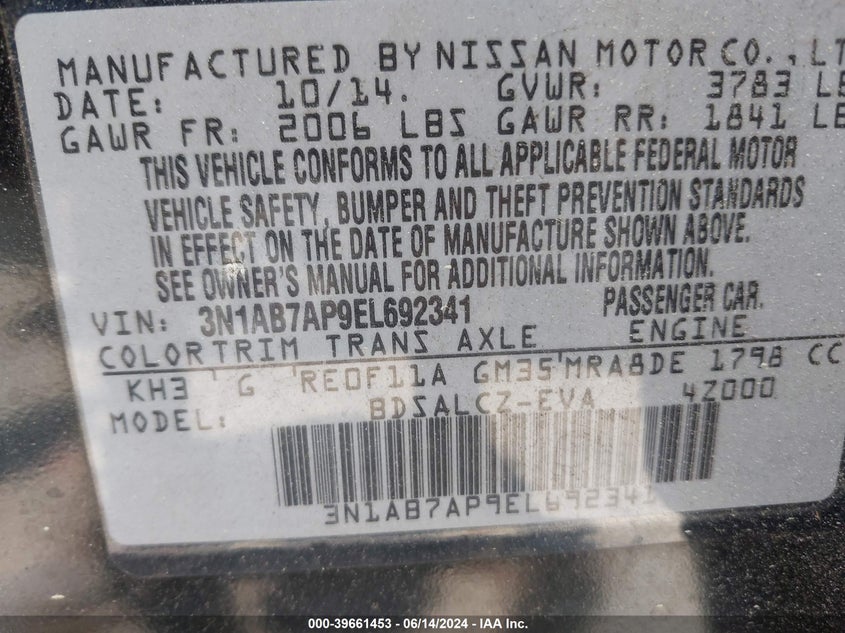 MANUFACTURED BY NISSAN MOTOR CO., LT
DATE: 10/14. GVWR: 3783 LB
GAWR FR: 2006 LBS GAWR RR: 1841 LB
THIS VEHICLE CONFORMS TO ALL APPLICABLE FEDERAL MOTOR
VEHICLE SAFETY, BUMPER AND THEFT PREVENTION STANDARDS
IN EFFECT ON THE DATE OF MANUFACTURE SHOWN ABOVE.
SEE OWNER'S MANUAL FOR ADDITIONAL INFORMATION.
VIN: 3N1AB7AP9EL692341 PASSENGER CAR.
COLOR TRIM TRANS AXLE ENGINE
KH3 G RE0F11A GM35 MRA8DE 1798 CC
MODEL: BDSALCZ-EVA 4Z000
3N1AB7AP9EL692341
000-39661453 - 06/14/2024 - IAA Inc.